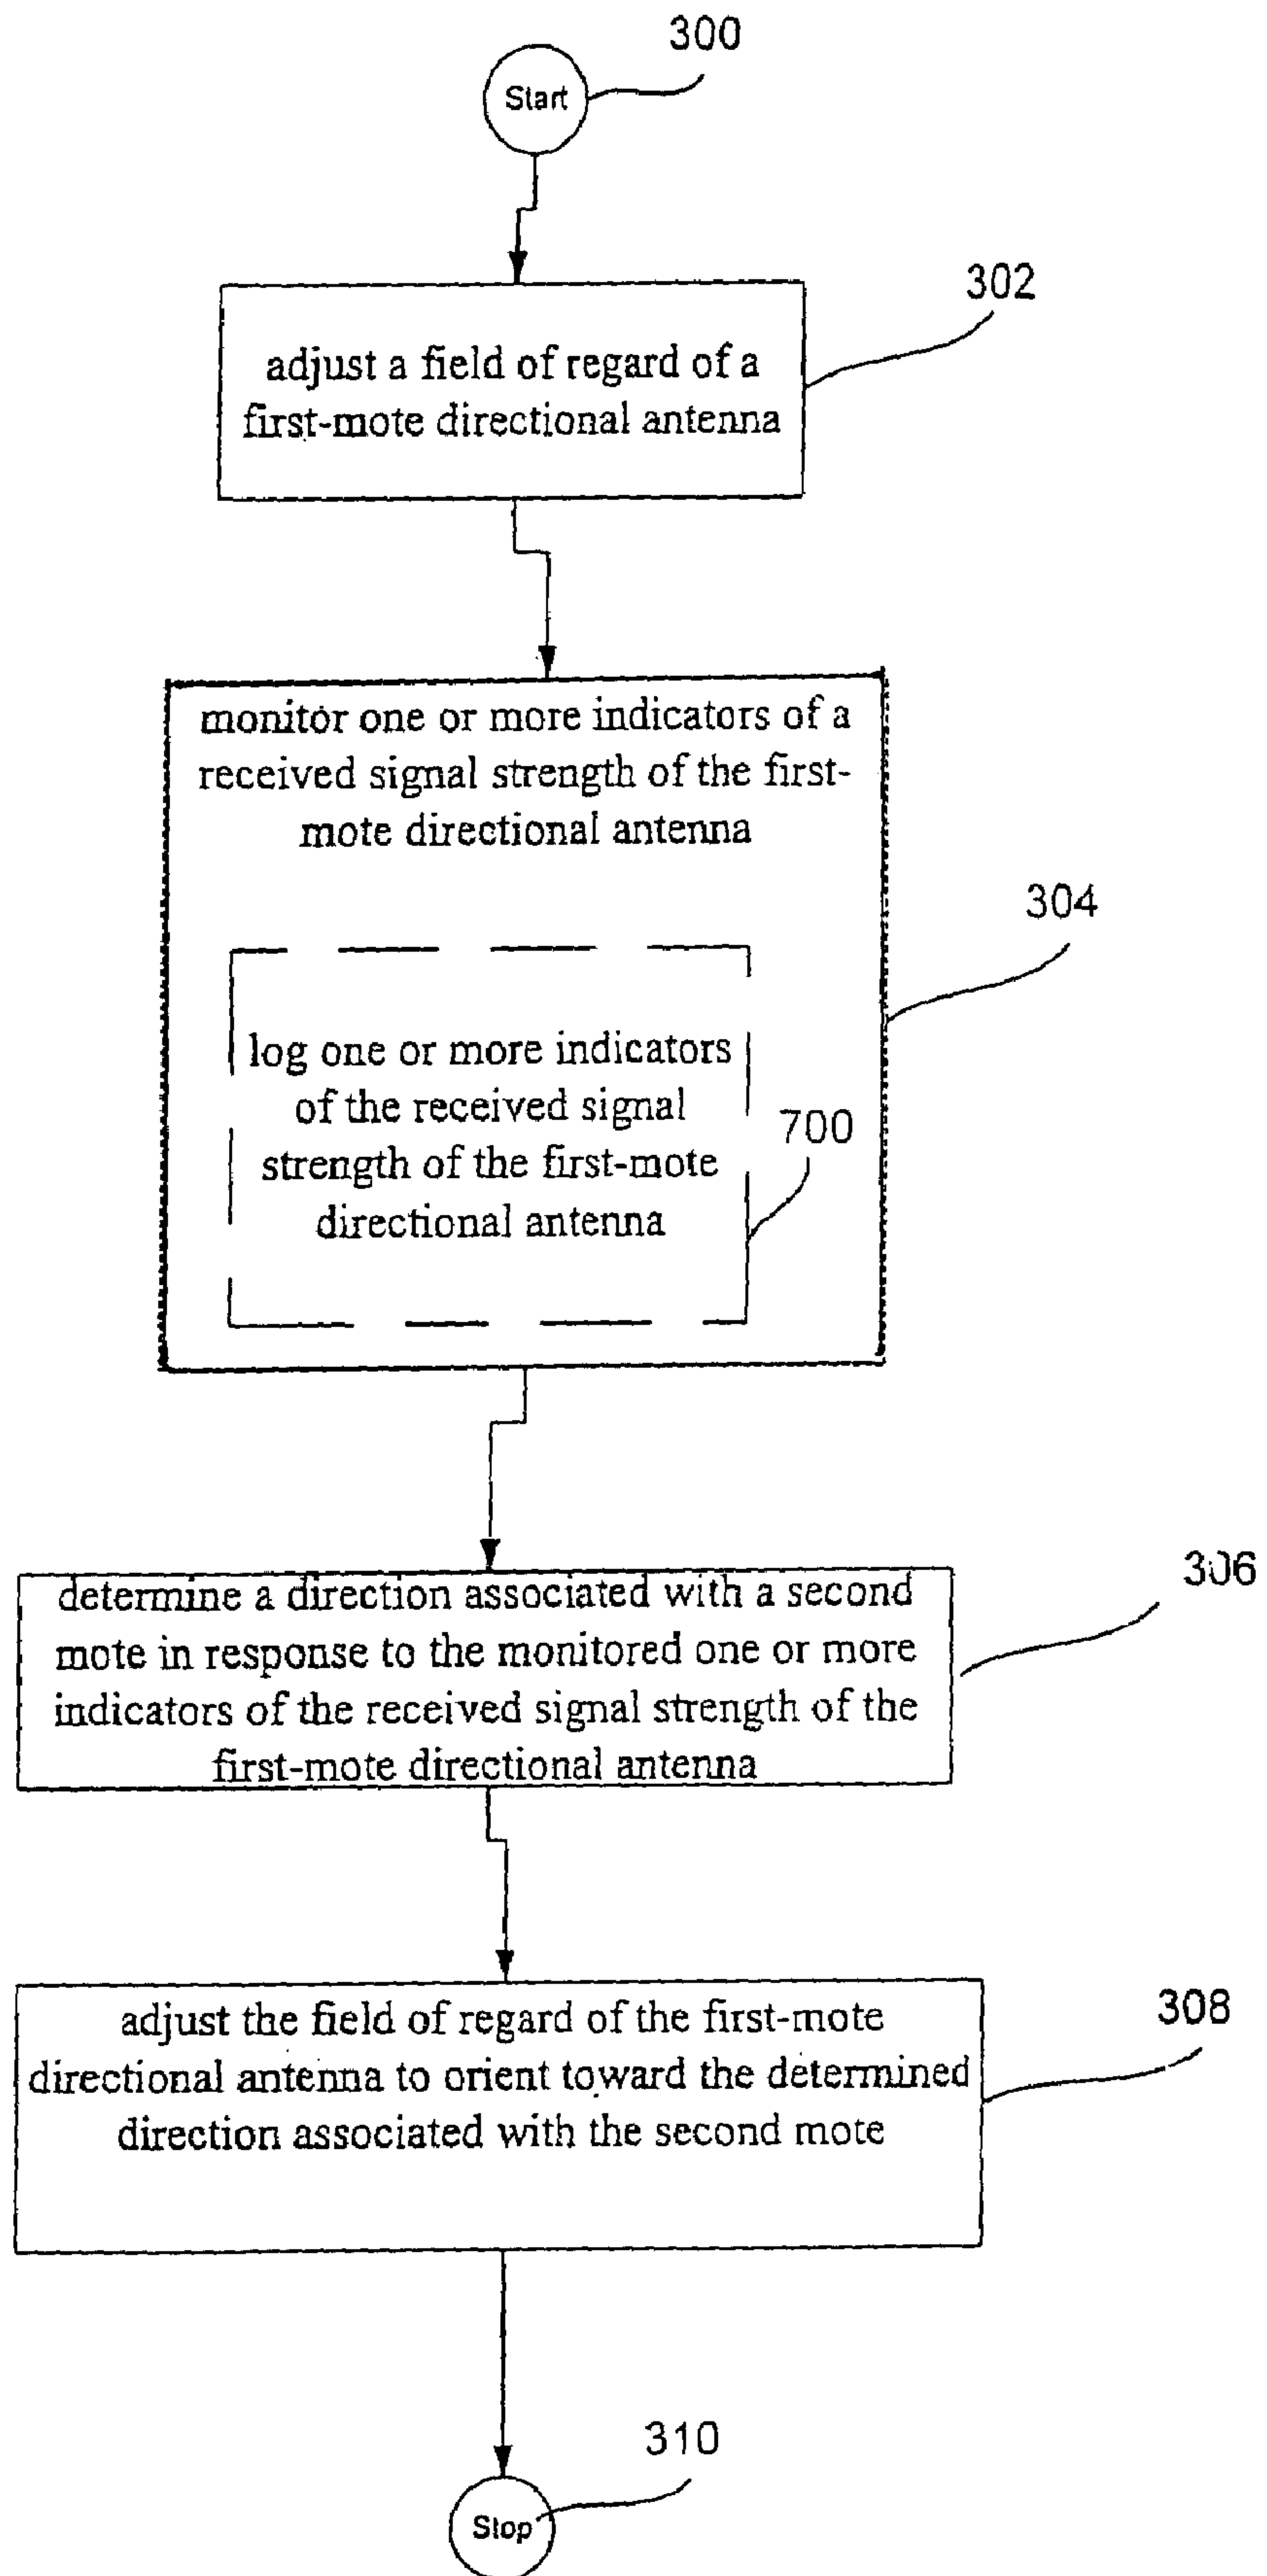 300
Start
302
adjust a field of regard of a
first-mote directional antenna
monitor one or more indicators of a
received signal strength of the first-
mote directional antenna
304
log one or more indicators
of the received signal
strength of the first-mote
directional antenna
700
306
determine a direction associated with a second
mote in response to the monitored one or more
indicators of the received signal strength of the
first-mote directional antenna
308
adjust the field of regard of the first-mote
directional antenna to orient toward the determined
direction associated with the second mote
310
Stop